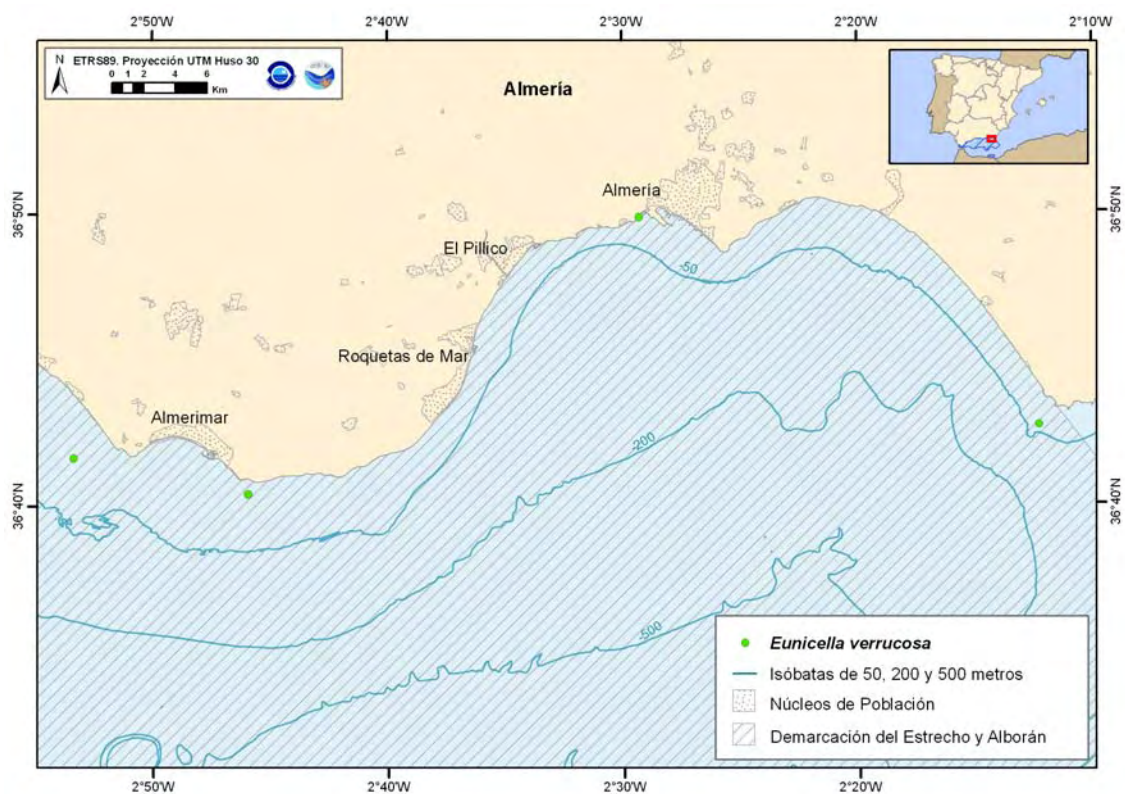 2°50'W 2°40'W 2°30'W 2°20'W 2°10'W
N
ETRS89. Proyección UTM Huso 30
0 1 2 4 6
Km
Almería
36°50'N
36°50'N
Almería
El Pillico
-50
Roquetas de Mar
Almerimar
-200
36°40'N
36°40'N
-500
Eunicella verrucosa
Isóbatas de 50, 200 y 500 metros
Núcleos de Población
Demarcación del Estrecho y Alborán
2°50'W 2°40'W 2°30'W 2°20'W 2°10'W